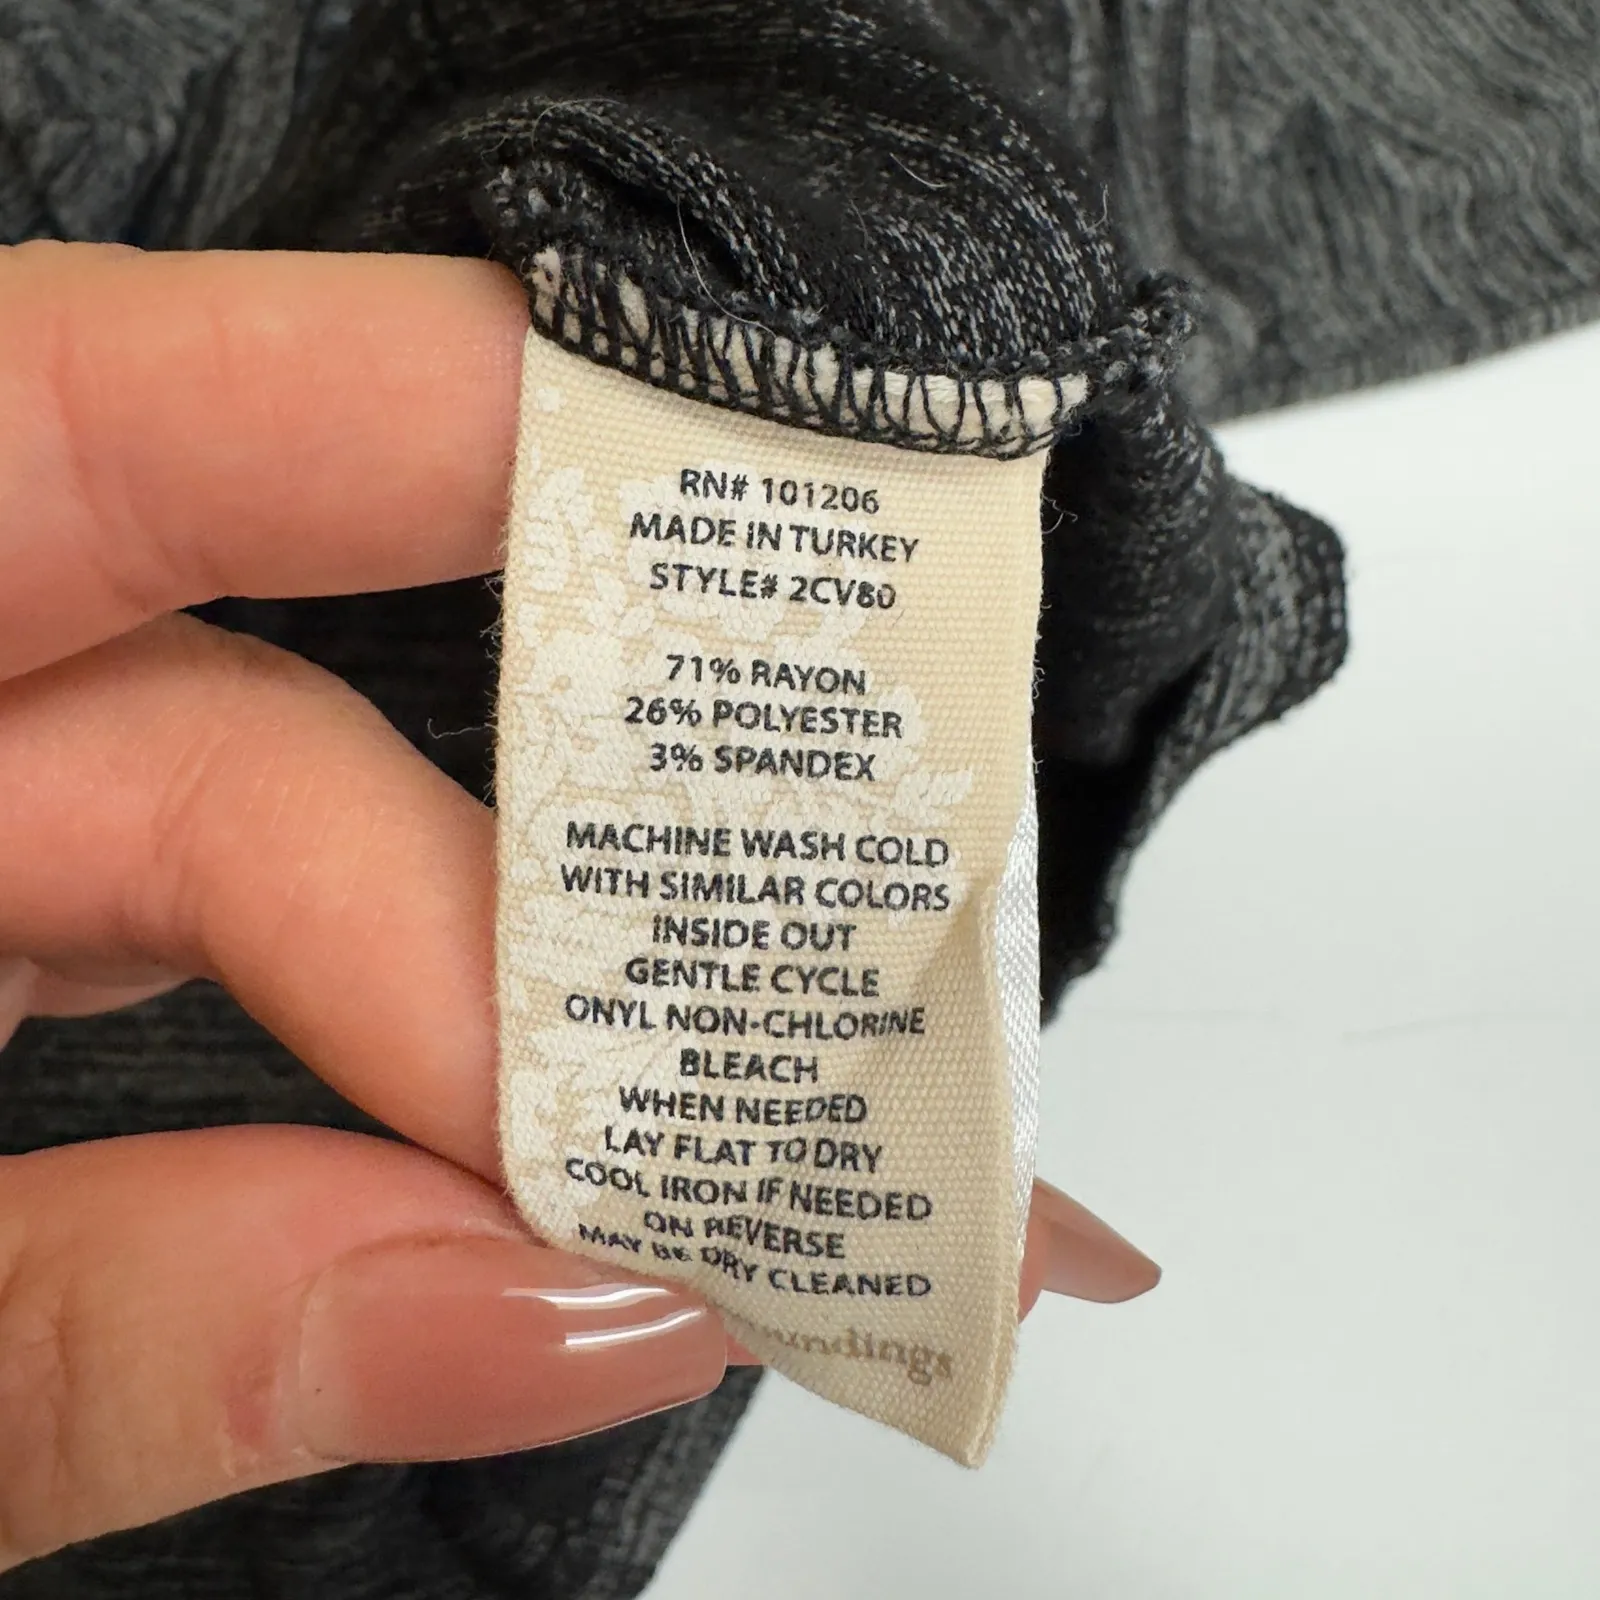 RN# 101206
MADE IN TURKEY
STYLE# 2CV80
71% RAYON
26% POLYESTER
3% SPANDEX
MACHINE WASH COLD
WITH SIMILAR COLORS
INSIDE OUT
GENTLE CYCLE
ONYL NON-CHLORINE
BLEACH
WHEN NEEDED
LAY FLAT TO DRY
COOL IRON IF NEEDED
ON REVERSE
MAY BE DRY CLEANED